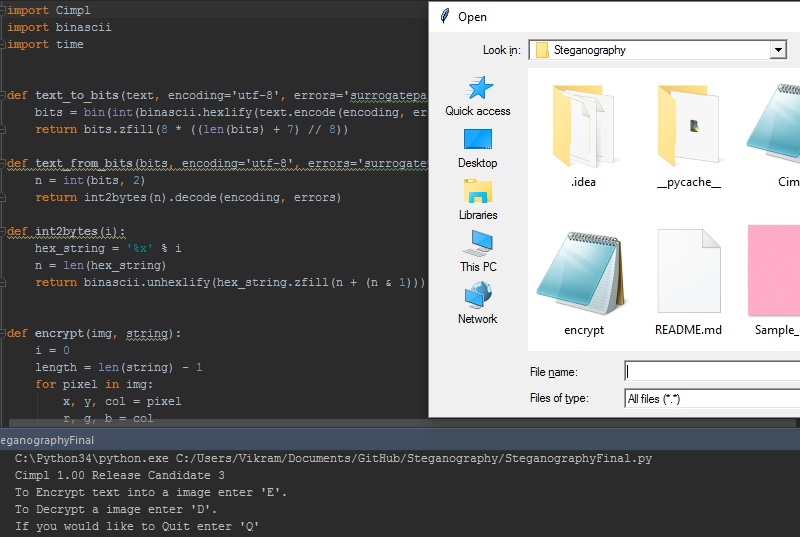 import Cimpl
import binascii
import time
def text_to_bits(text, encoding='utf-8', errors='surrogatepa
bits = bin(int(binascii.hexlify(text.encode(encoding, er
return bits.zfill(8 * ((len(bits) + 7) // 8))
def text_from_bits(bits, encoding='utf-8', errors='surrogatep
n = int(bits, 2)
return int2bytes(n).decode(encoding, errors)
def int2bytes(i):
hex_string = '%x' % i
n = len(hex_string)
return binascii.unhexlify(hex_string.zfill(n + (n & 1)))
def encrypt(img, string):
i = 0
length = len(string) - 1
for pixel in img:
x, y, col = pixel
r, g, b = col
Open
Look in:
Steganography
Quick access
Desktop
Libraries
This PC
Network
.idea
__pycache__
Cim
encrypt
README.md
Sample_
File name:
Files of type:
All files (*.*)
eganographyFinal
C:\Python34\python.exe C:/Users/Vikram/Documents/GitHub/Steganography/SteganographyFinal.py
Cimpl 1.00 Release Candidate 3
To Encrypt text into a image enter 'E'.
To Decrypt a image enter 'D'.
If you would like to Quit enter 'Q'